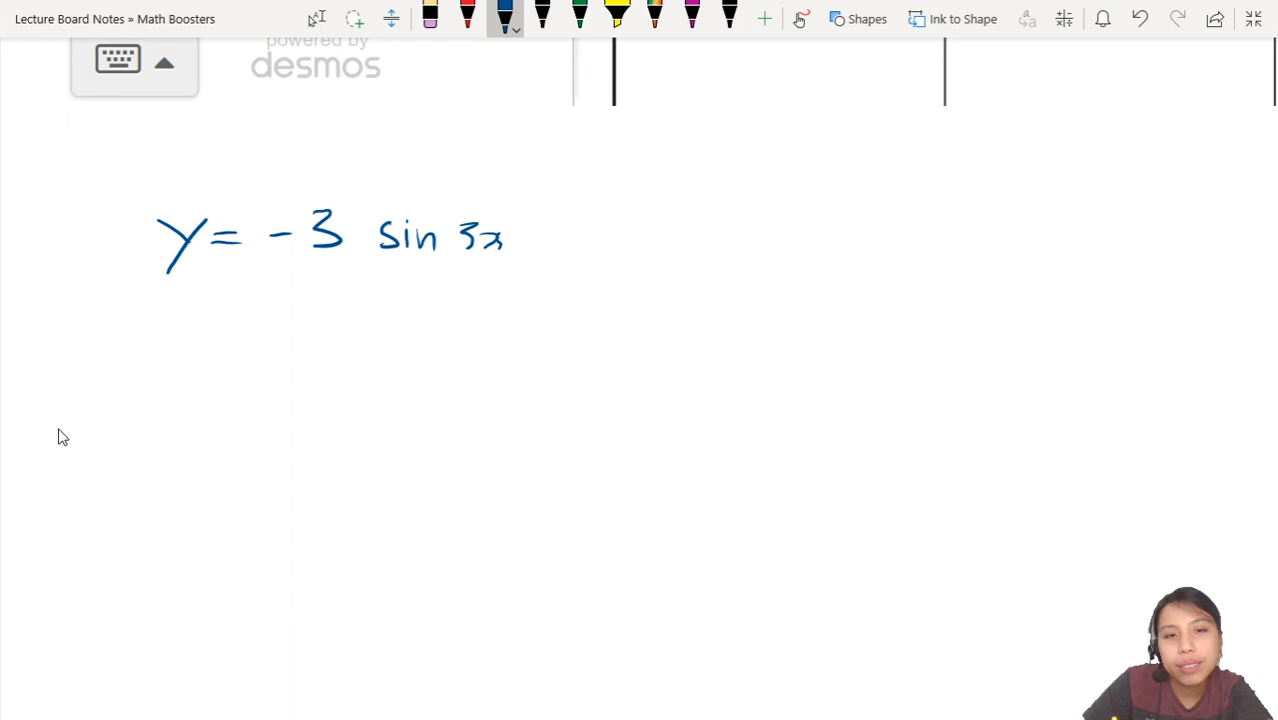 Lecture Board Notes » Math Boosters
Shapes
Ink to Shape
powered by
desmos
y = - 3 sin 3x